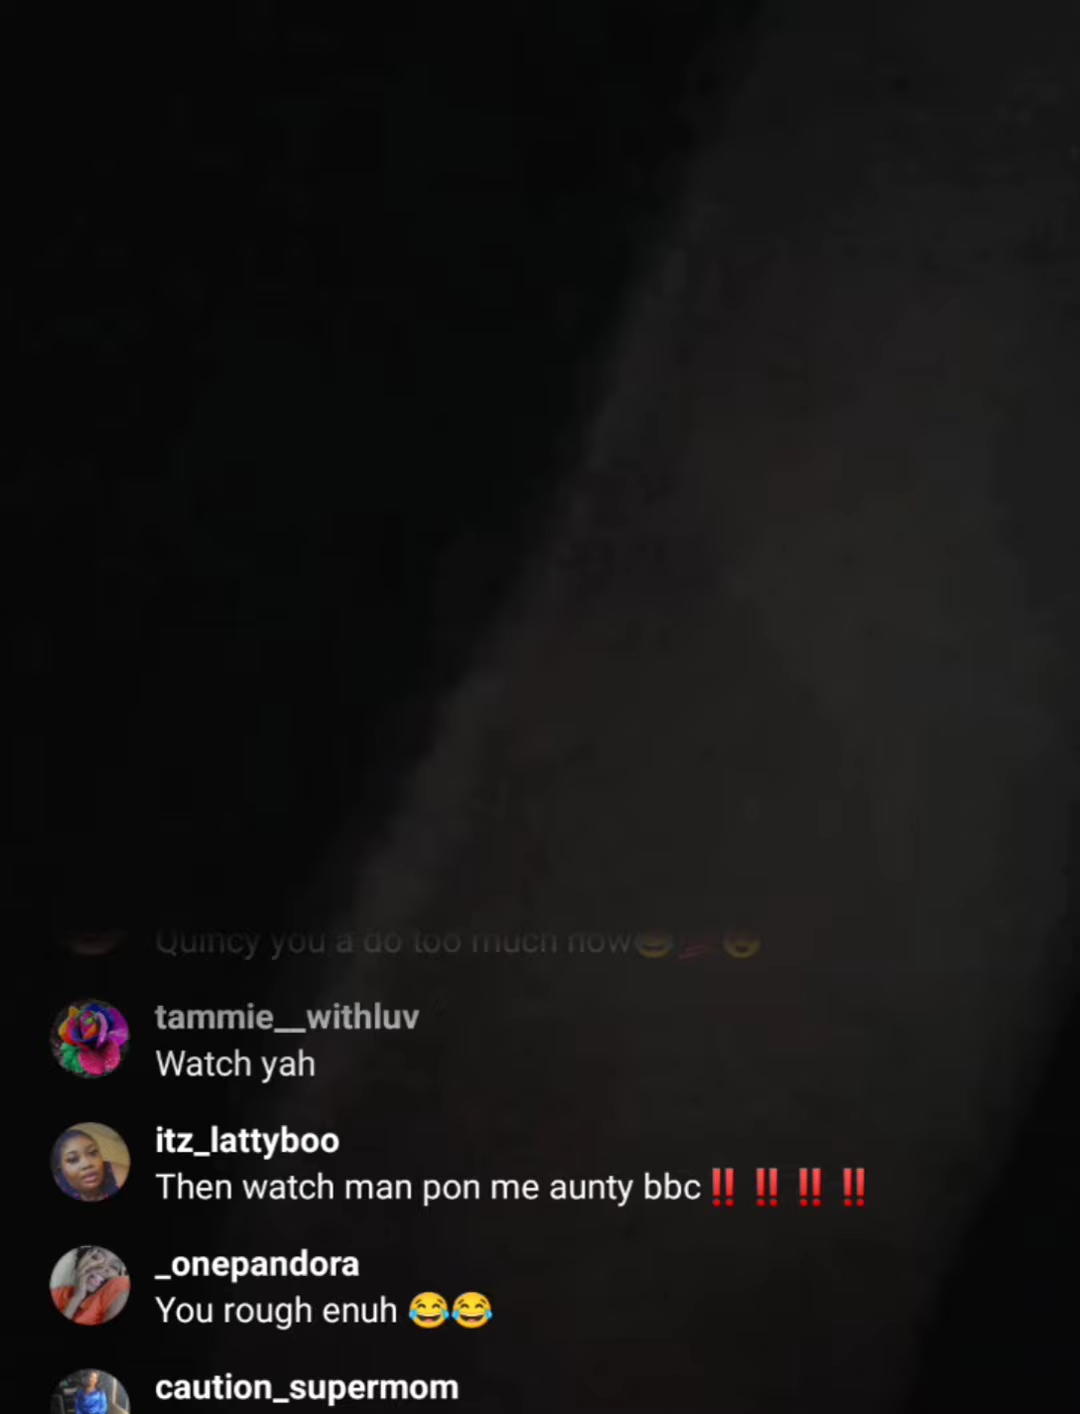 Quincy you a do too much now😂💅😩
tammie__withluv
Watch yah
itz_lattyboo
Then watch man pon me aunty bbc‼️ ‼️ ‼️ ‼️
_onepandora
You rough enuh 😂😂
caution_supermom